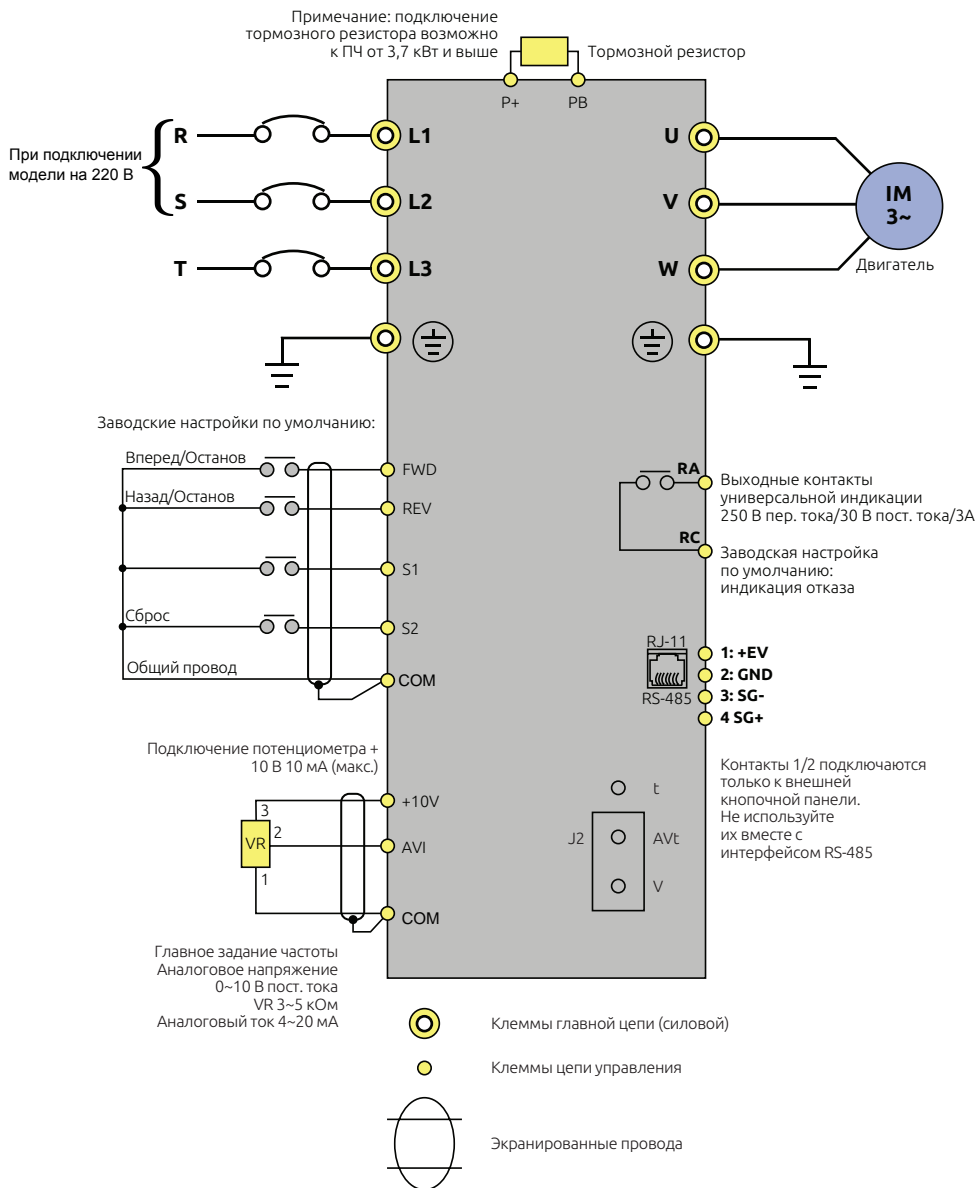 Примечание: подключение
тормозного резистора возможно
к ПЧ от 3,7 кВт и выше
Тормозной резистор
P+
PB
При подключении
модели на 220 В
R
L1
S
L2
T
L3
U
V
W
IM
3~
Двигатель
Заводские настройки по умолчанию:
Вперед/Останов
FWD
Назад/Останов
REV
S1
Сброс
S2
Общий провод
COM
RA
Выходные контакты
универсальной индикации
250 В пер. тока/30 В пост. тока/3А
RC
Заводская настройка
по умолчанию:
индикация отказа
RJ-11
RS-485
1: +EV
2: GND
3: SG-
4 SG+
Контакты 1/2 подключаются
только к внешней
кнопочной панели.
Не используйте
их вместе с
интерфейсом RS-485
Подключение потенциометра +
10 В 10 мА (макс.)
+10V
3
VR
2
AVI
1
COM
J2
t
AVt
V
Главное задание частоты
Аналоговое напряжение
0~10 В пост. тока
VR 3~5 кОм
Аналоговый ток 4~20 мА
Клеммы главной цепи (силовой)
Клеммы цепи управления
Экранированные провода